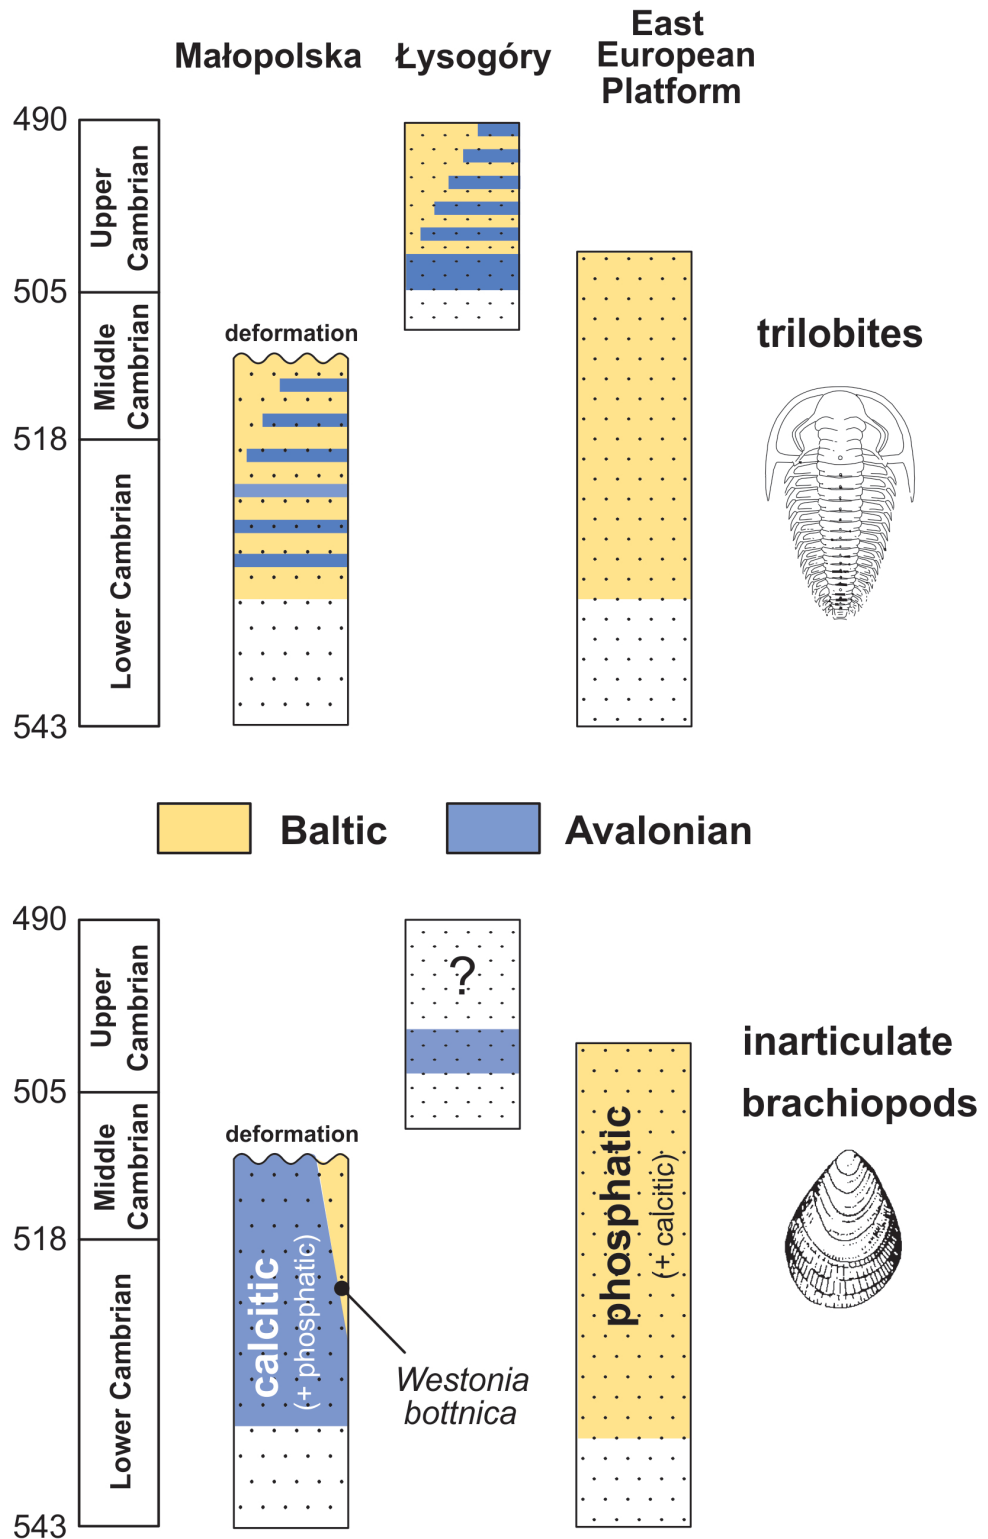 Małopolska
Łysogóry
East
European
Platform
490
Upper
Cambrian
505
Middle
Cambrian
518
Lower Cambrian
543
deformation
trilobites
Baltic
Avalonian
490
Upper
Cambrian
505
Middle
Cambrian
518
Lower Cambrian
543
deformation
calcitic
(+ phosphatic)
Westonia
bottnica
?
phosphatic
(+ calcitic)
inarticulate
brachiopods